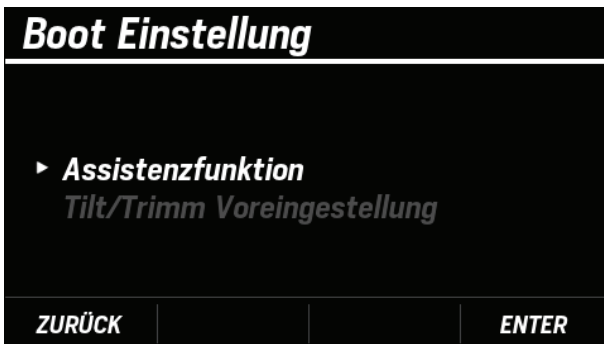 Boot Einstellung
Assistenzfunktion
Tilt/Trimm Voreingestellung
ZURÜCK ENTER